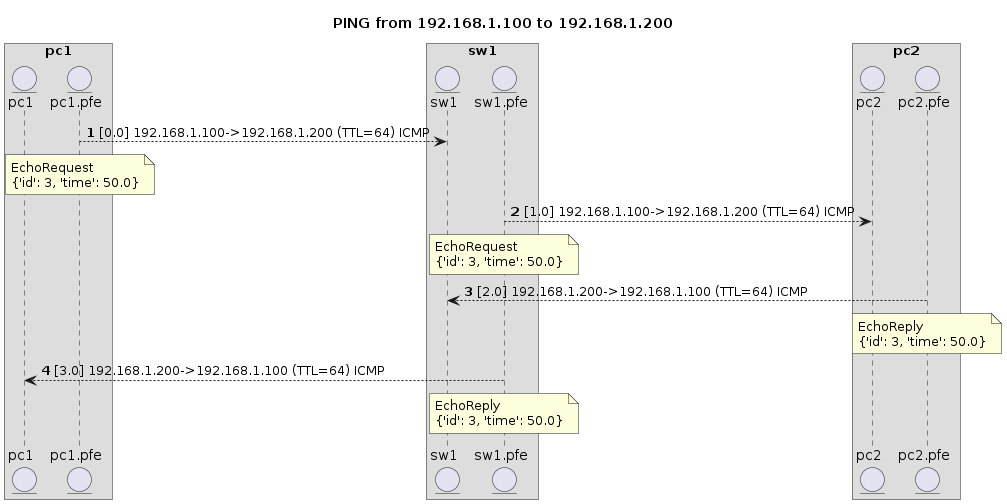 PING from 192.168.1.100 to 192.168.1.200
pc1 sw1 pc2
pc1 pc1.pfe sw1 sw1.pfe pc2 pc2.pfe
1 [0.0] 192.168.1.100->192.168.1.200 (TTL=64) ICMP
EchoRequest
{'id': 3, 'time': 50.0}
2 [1.0] 192.168.1.100->192.168.1.200 (TTL=64) ICMP
EchoRequest
{'id': 3, 'time': 50.0}
3 [2.0] 192.168.1.200->192.168.1.100 (TTL=64) ICMP
EchoReply
{'id': 3, 'time': 50.0}
4 [3.0] 192.168.1.200->192.168.1.100 (TTL=64) ICMP
EchoReply
{'id': 3, 'time': 50.0}
pc1 pc1.pfe sw1 sw1.pfe pc2 pc2.pfe